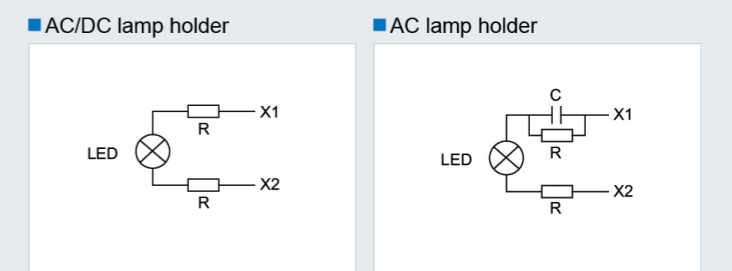 AC/DC lamp holder
X1
R
LED
X2
R
AC lamp holder
C
X1
R
LED
X2
R